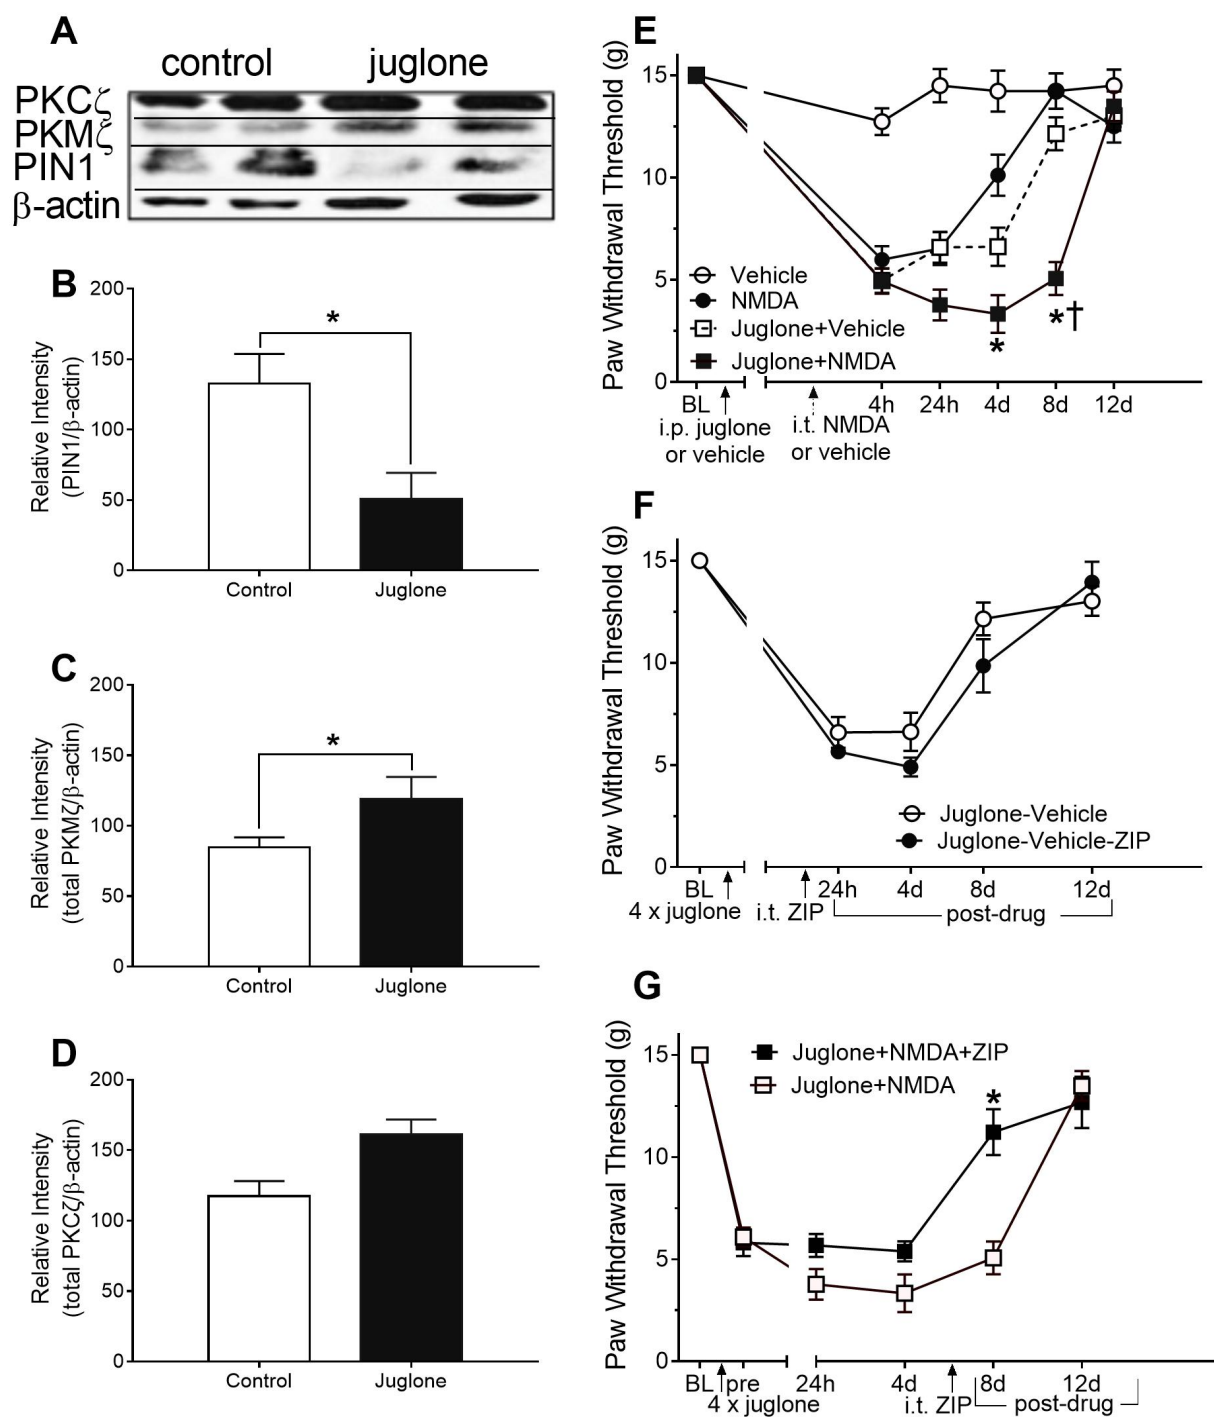 A
control juglone
PKCζ
PKMζ
PIN1
β-actin
B
Relative Intensity
(PIN1/β-actin)
200
150
100
50
0
*
Control Juglone
C
Relative Intensity
(total PKMζ/β-actin)
200
150
100
50
0
*
Control Juglone
D
Relative Intensity
(total PKCζ/β-actin)
200
150
100
50
0
Control Juglone
E
Paw Withdrawal Threshold (g)
15
10
5
0
Vehicle
NMDA
Juglone+Vehicle
Juglone+NMDA
*
*†
BL 4h 24h 4d 8d 12d
i.p. juglone
or vehicle
i.t. NMDA
or vehicle
F
Paw Withdrawal Threshold (g)
15
10
5
0
Juglone-Vehicle
Juglone-Vehicle-ZIP
BL 24h 4d 8d 12d
4 x juglone i.t. ZIP post-drug
G
Paw Withdrawal Threshold (g)
15
10
5
0
Juglone+NMDA+ZIP
Juglone+NMDA
*
BL pre 24h 4d 8d 12d
4 x juglone i.t. ZIP post-drug